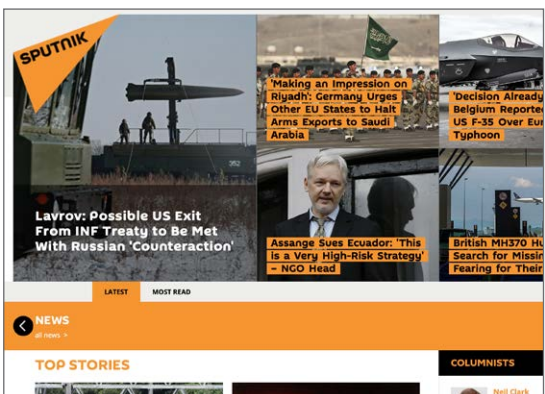 SPUTNIK
Lavrov: Possible US Exit
From INF Treaty to Be Met
With Russian 'Counteraction'
'Making an Impression on
Riyadh': Germany Urges
Other EU States to Halt
Arms Exports to Saudi
Arabia
'Decision Already
Belgium Reporte
US F-35 Over Eu
Typhoon
Assange Sues Ecuador: 'This
is a Very High-Risk Strategy'
– NGO Head
British MH370 Hu
Search for Missin
Fearing for Their
LATEST
MOST READ
NEWS
all news >
TOP STORIES
COLUMNISTS
Neil Clark